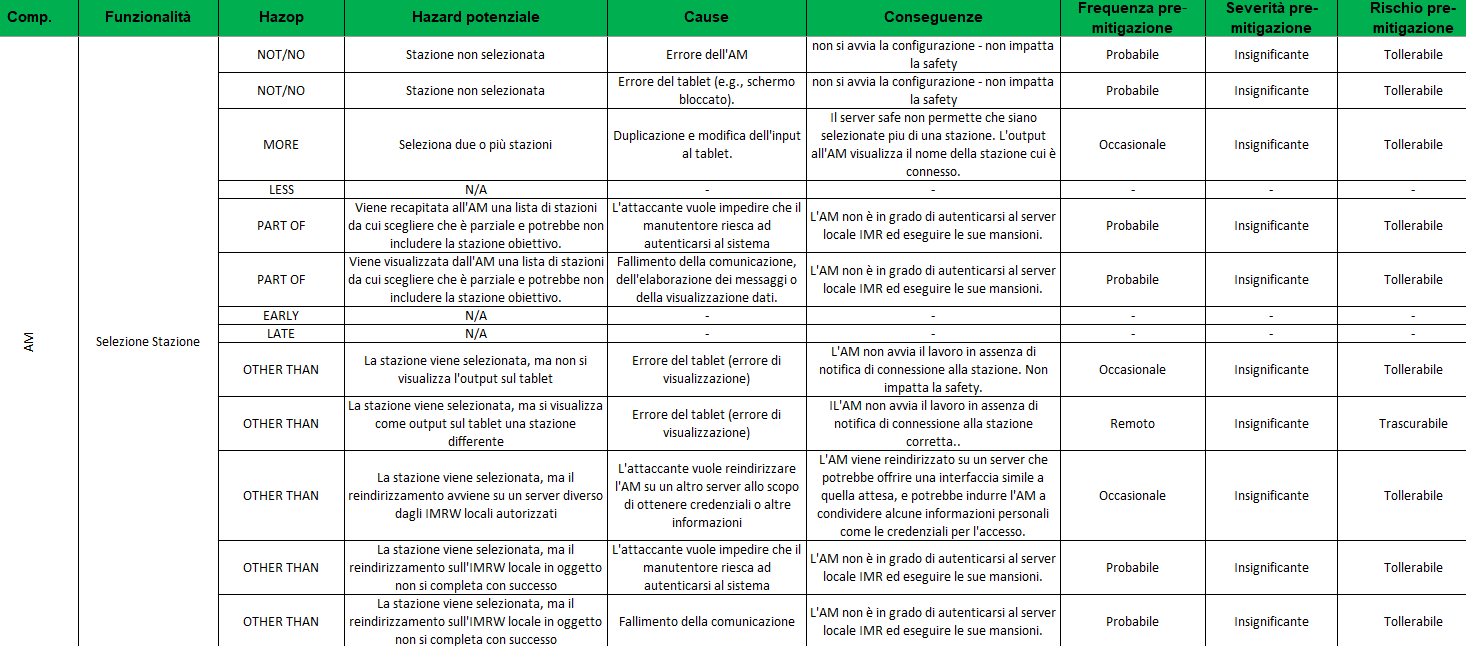 Comp. Funzionalità Hazop Hazard potenziale Cause Conseguenze Frequenza pre-mitigazione Severità pre-mitigazione Rischio pre-mitigazione
AM
Selezione Stazione
NOT/NO
Stazione non selezionata
Errore dell'AM
non si avvia la configurazione - non impatta
la safety
Probabile
Insignificante
Tollerabile
NOT/NO
Stazione non selezionata
Errore del tablet (e.g., schermo
bloccato).
non si avvia la configurazione - non impatta
la safety
Probabile
Insignificante
Tollerabile
MORE
Seleziona due o più stazioni
Duplicazione e modifica dell'input
al tablet.
Il server safe non permette che siano
selezionate piu di una stazione. L'output
all'AM visualizza il nome della stazione cui è
connesso.
Occasionale
Insignificante
Tollerabile
LESS
N/A
-
-
-
-
-
PART OF
Viene recapitata all'AM una lista di stazioni
da cui scegliere che è parziale e potrebbe non
includere la stazione obiettivo.
L'attaccante vuole impedire che il
manutentore riesca ad
autenticarsi al sistema
L'AM non è in grado di autenticarsi al server
locale IMR ed eseguire le sue mansioni.
Probabile
Insignificante
Tollerabile
PART OF
Viene visualizzata dall'AM una lista di stazioni
da cui scegliere che è parziale e potrebbe non
includere la stazione obiettivo.
Fallimento della comunicazione,
dell'elaborazione dei messaggi o
della visualizzazione dati.
L'AM non è in grado di autenticarsi al server
locale IMR ed eseguire le sue mansioni.
Probabile
Insignificante
Tollerabile
EARLY
N/A
-
-
-
-
-
LATE
N/A
-
-
-
-
-
OTHER THAN
La stazione viene selezionata, ma non si
visualizza l'output sul tablet
Errore del tablet (errore di
visualizzazione)
L'AM non avvia il lavoro in assenza di
notifica di connessione alla stazione. Non
impatta la safety.
Occasionale
Insignificante
Tollerabile
OTHER THAN
La stazione viene selezionata, ma si visualizza
come output sul tablet una stazione
differente
Errore del tablet (errore di
visualizzazione)
IL'AM non avvia il lavoro in assenza di
notifica di connessione alla stazione
corretta..
Remoto
Insignificante
Trascurabile
OTHER THAN
La stazione viene selezionata, ma il
reindirizzamento avviene su un server diverso
dagli IMRW locali autorizzati
L'attaccante vuole reindirizzare
l'AM su un altro server allo scopo
di ottenere credenziali o altre
informazioni
L'AM viene reindirizzato su un server che
potrebbe offrire una interfaccia simile a
quella attesa, e potrebbe indurre l'AM a
condividere alcune informazioni personali
come le credenziali per l'accesso.
Occasionale
Insignificante
Tollerabile
OTHER THAN
La stazione viene selezionata, ma il
reindirizzamento sull'IMRW locale in oggetto
non si completa con successo
L'attaccante vuole impedire che il
manutentore riesca ad
autenticarsi al sistema
L'AM non è in grado di autenticarsi al server
locale IMR ed eseguire le sue mansioni.
Probabile
Insignificante
Tollerabile
OTHER THAN
La stazione viene selezionata, ma il
reindirizzamento sull'IMRW locale in oggetto
non si completa con successo
Fallimento della comunicazione
L'AM non è in grado di autenticarsi al server
locale IMR ed eseguire le sue mansioni.
Probabile
Insignificante
Tollerabile